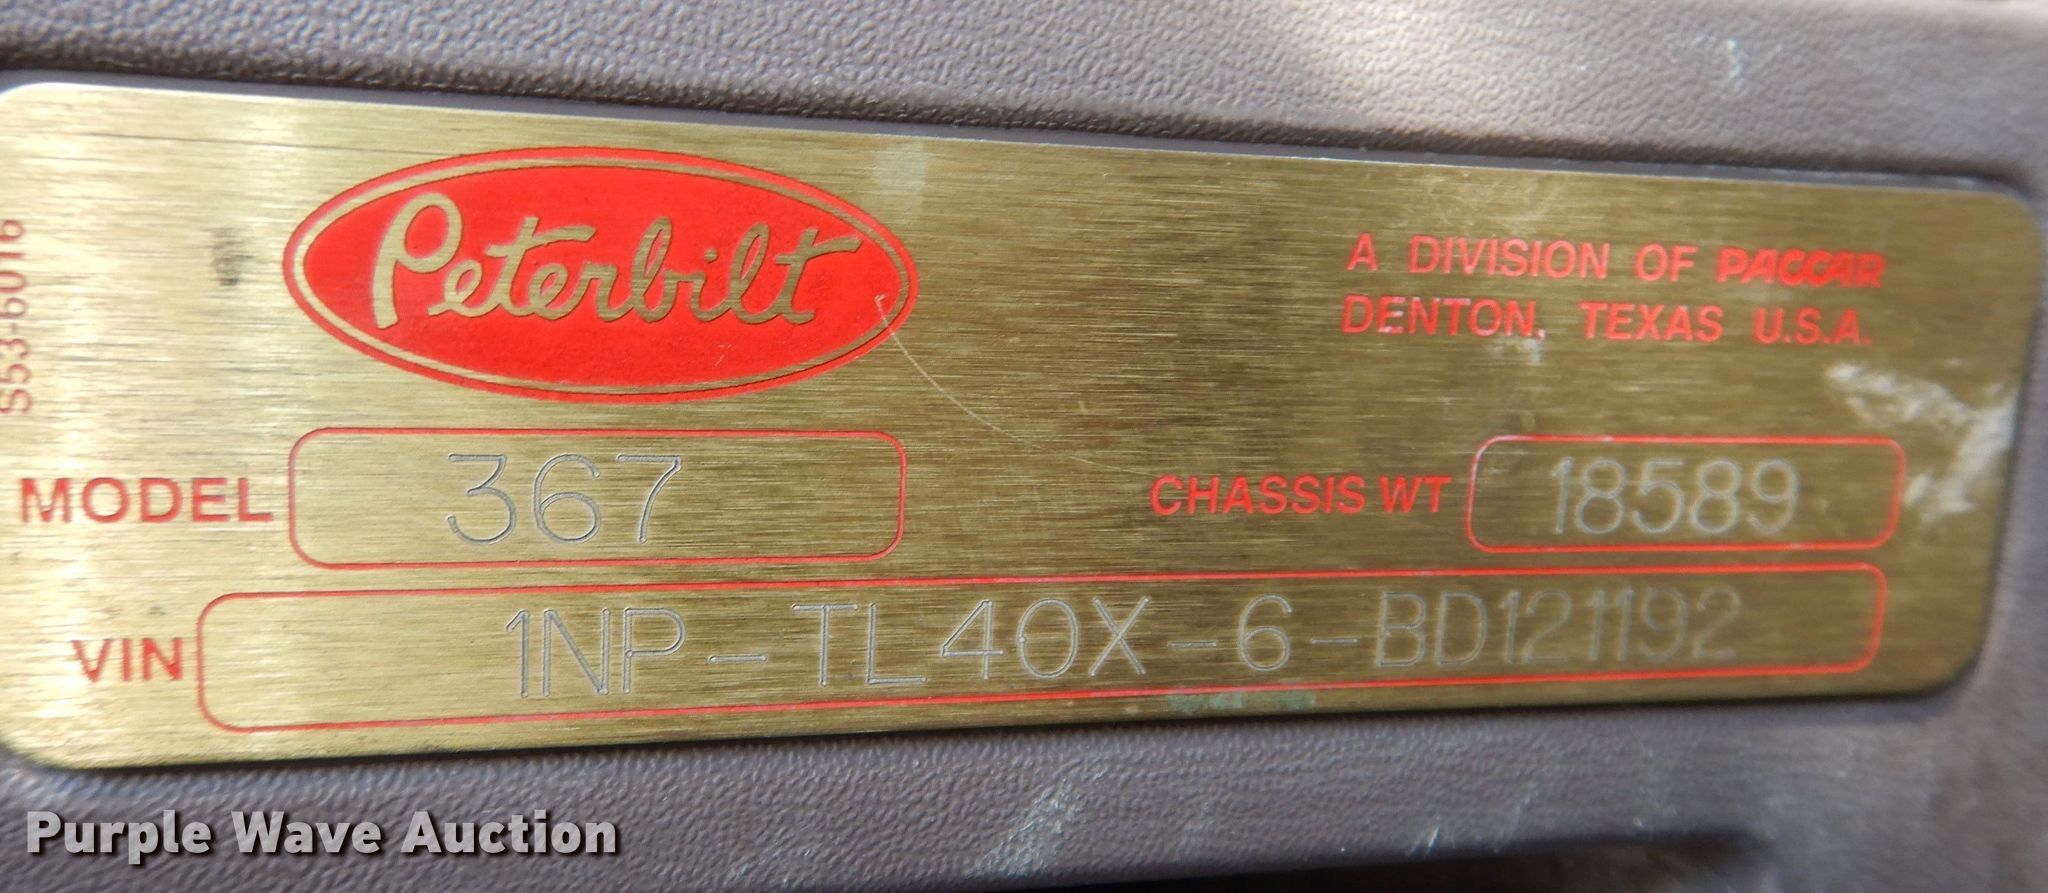 S53-6016
Peterbilt
A DIVISION OF PACCAR
DENTON, TEXAS U.S.A.
MODEL 367
CHASSIS WT 18589
VIN 1NP-TL40X-6-BD121192
Purple Wave Auction